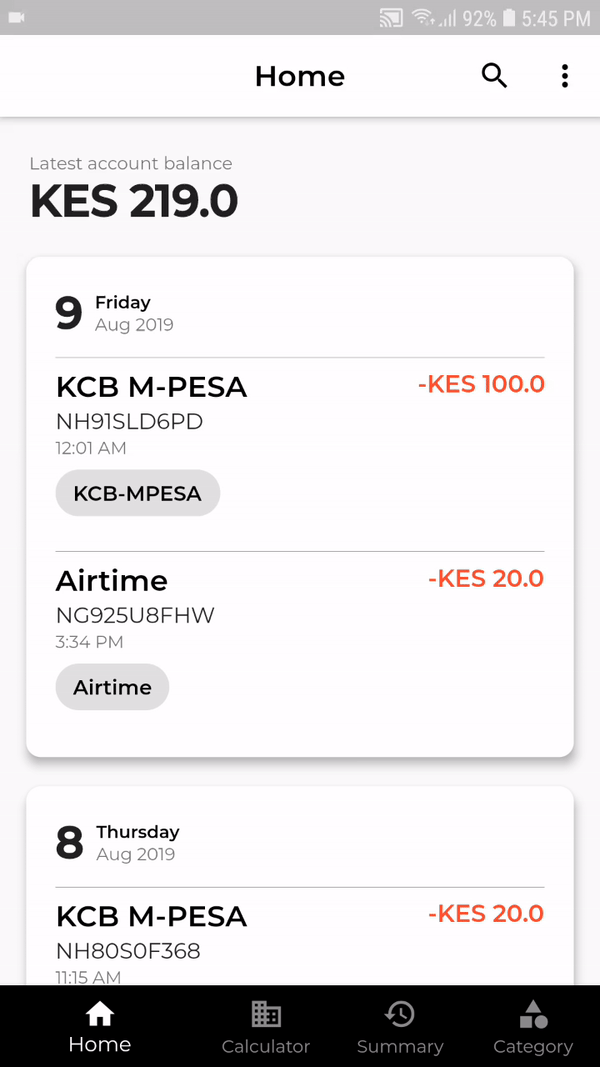 92% 5:45 PM
Home
Latest account balance
KES 219.0
9 Friday
Aug 2019
KCB M-PESA -KES 100.0
NH91SLD6PD
12:01 AM
KCB-MPESA
Airtime -KES 20.0
NG925U8FHW
3:34 PM
Airtime
8 Thursday
Aug 2019
KCB M-PESA -KES 20.0
NH80S0F368
11:15 AM
Home Calculator Summary Category